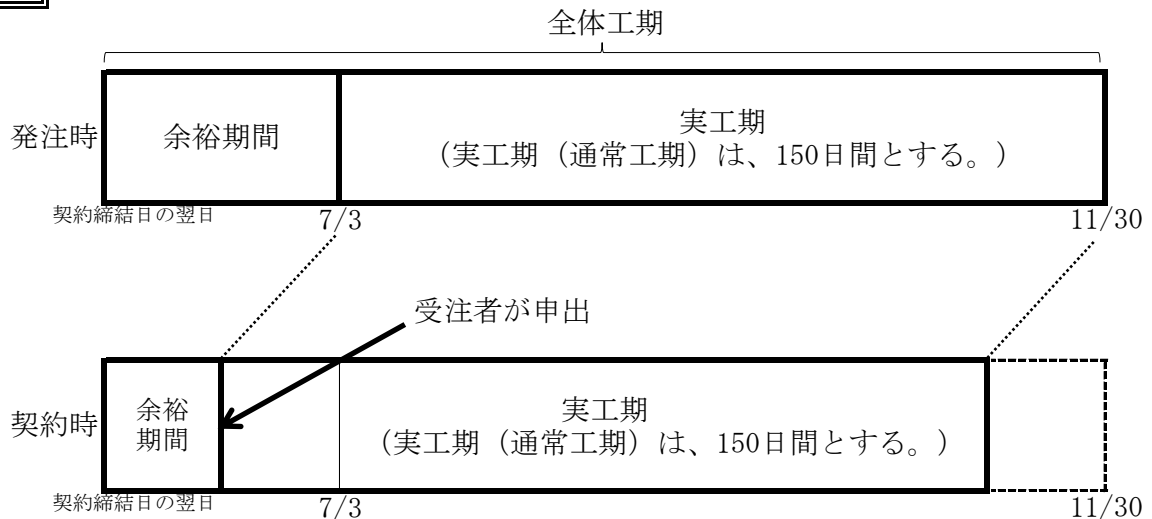 全体工期
発注時
余裕期間
実工期
（実工期（通常工期）は、150日間とする。）
契約締結日の翌日
7/3
11/30
受注者が申出
契約時
余裕
期間
実工期
（実工期（通常工期）は、150日間とする。）
契約締結日の翌日
7/3
11/30